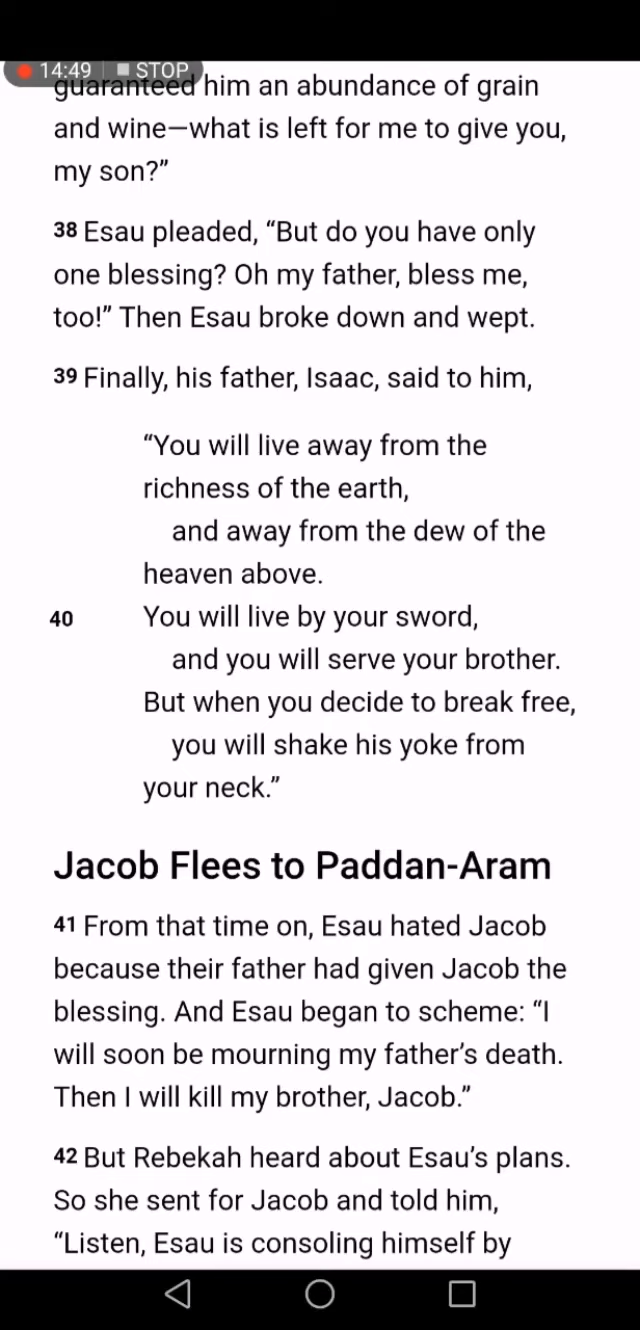 14:49 STOP
guaranteed him an abundance of grain
and wine—what is left for me to give you,
my son?”
38 Esau pleaded, “But do you have only
one blessing? Oh my father, bless me,
too!” Then Esau broke down and wept.
39 Finally, his father, Isaac, said to him,
“You will live away from the
richness of the earth,
and away from the dew of the
heaven above.
40 You will live by your sword,
and you will serve your brother.
But when you decide to break free,
you will shake his yoke from
your neck.”
Jacob Flees to Paddan-Aram
41 From that time on, Esau hated Jacob
because their father had given Jacob the
blessing. And Esau began to scheme: “I
will soon be mourning my father’s death.
Then I will kill my brother, Jacob.”
42 But Rebekah heard about Esau’s plans.
So she sent for Jacob and told him,
“Listen, Esau is consoling himself by